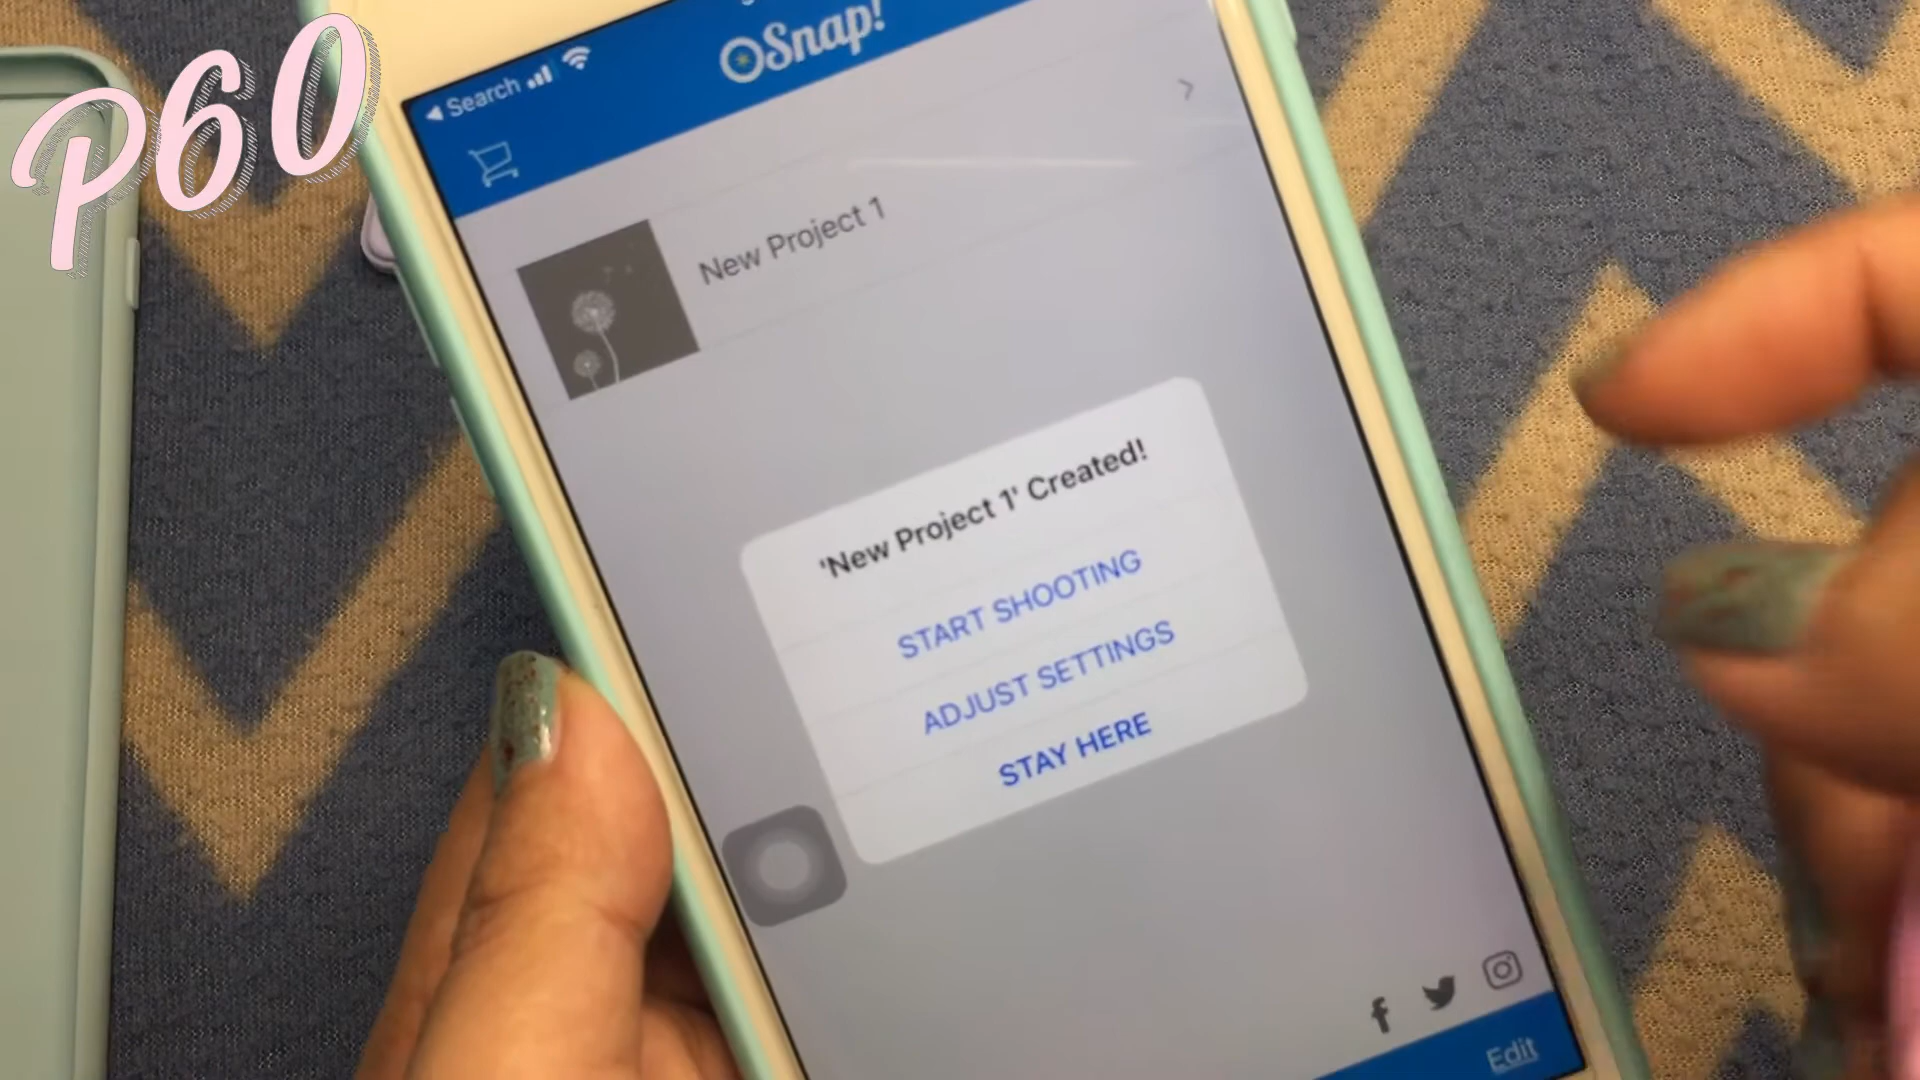 P60
Search
OSnap!
New Project 1
'New Project 1' Created!
START SHOOTING
ADJUST SETTINGS
STAY HERE
Edit